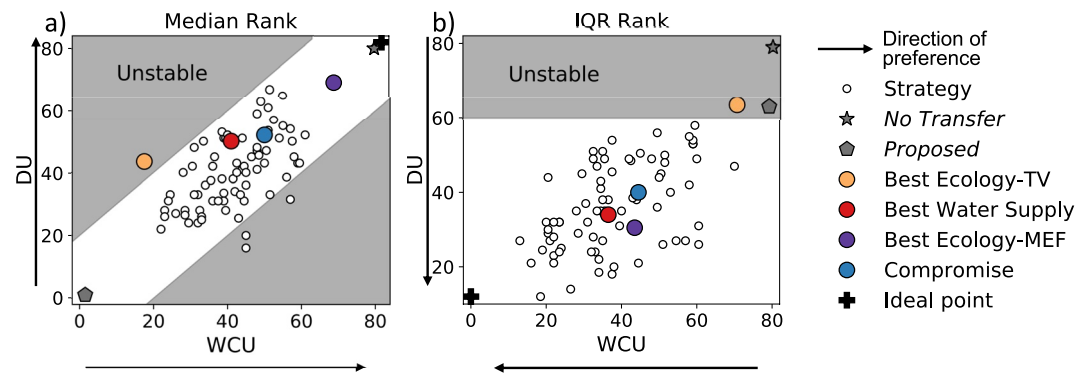 a)
Median Rank
80
60
40
20
0
DU
Unstable
0 20 40 60 80
WCU
b)
IQR Rank
80
60
40
20
DU
Unstable
0 20 40 60 80
WCU
Direction of
preference
Strategy
No Transfer
Proposed
Best Ecology-TV
Best Water Supply
Best Ecology-MEF
Compromise
Ideal point